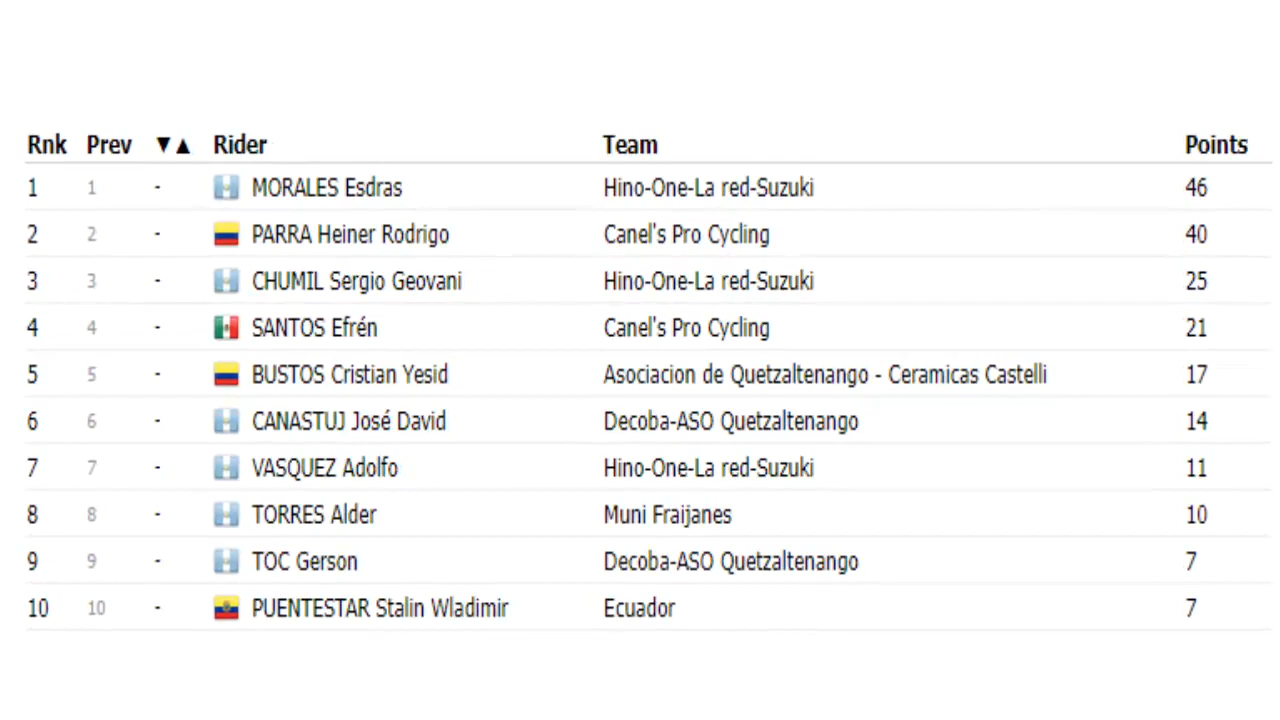 Rnk Prev ▼▲ Rider Team Points
1 1 - MORALES Esdras Hino-One-La red-Suzuki 46
2 2 - PARRA Heiner Rodrigo Canel's Pro Cycling 40
3 3 - CHUMIL Sergio Geovani Hino-One-La red-Suzuki 25
4 4 - SANTOS Efrén Canel's Pro Cycling 21
5 5 - BUSTOS Cristian Yesid Asociacion de Quetzaltenango - Ceramicas Castelli 17
6 6 - CANASTUJ José David Decoba-ASO Quetzaltenango 14
7 7 - VASQUEZ Adolfo Hino-One-La red-Suzuki 11
8 8 - TORRES Alder Muni Fraijanes 10
9 9 - TOC Gerson Decoba-ASO Quetzaltenango 7
10 10 - PUENTESTAR Stalin Wladimir Ecuador 7